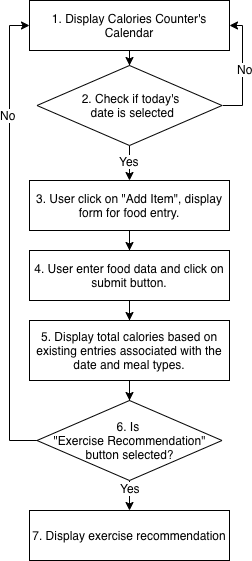 1. Display Calories Counter's
Calendar
No
2. Check if today's
date is selected
No
Yes
3. User click on "Add Item", display
form for food entry.
4. User enter food data and click on
submit button.
5. Display total calories based on
existing entries associated with the
date and meal types.
6. Is
"Exercise Recommendation"
button selected?
Yes
7. Display exercise recommendation